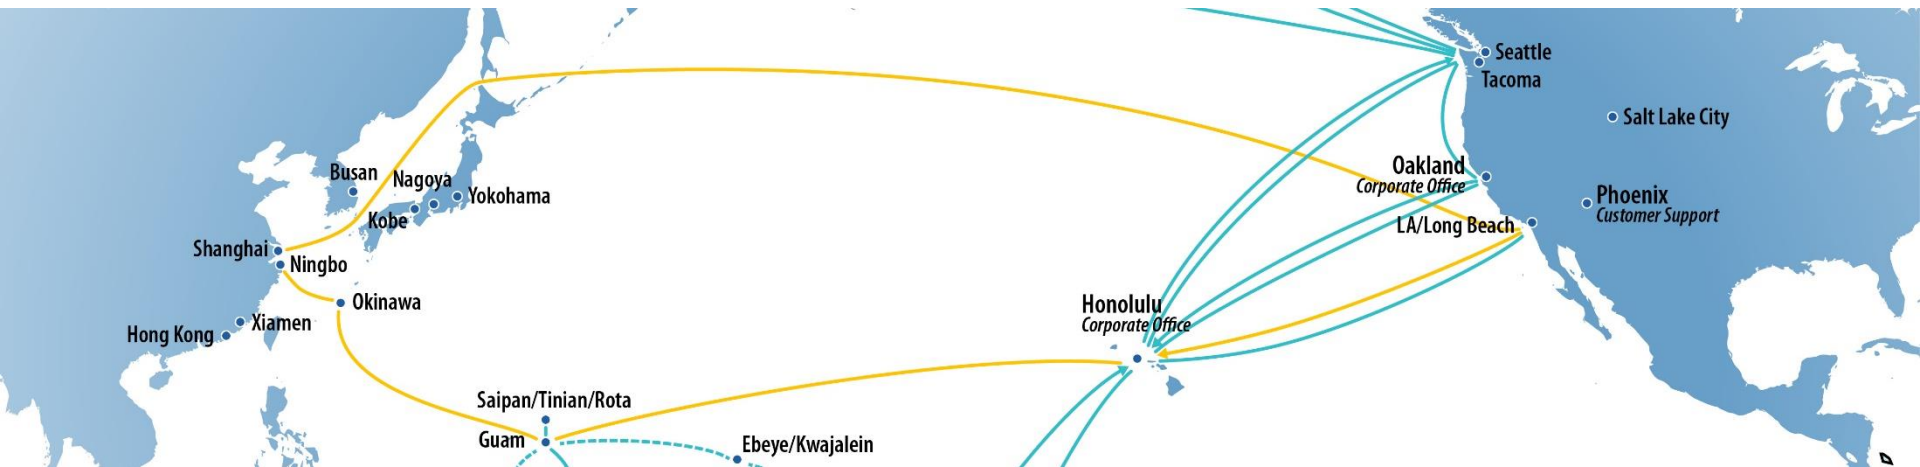 Seattle
Tacoma
Salt Lake City
Oakland
Corporate Office
Busan
Nagoya
Yokohama
Phoenix
Customer Support
Kobe
LA/Long Beach
Shanghai
Ningbo
Okinawa
Honolulu
Corporate Office
Xiamen
Hong Kong
Saipan/Tinian/Rota
Guam
Ebeye/Kwajalein